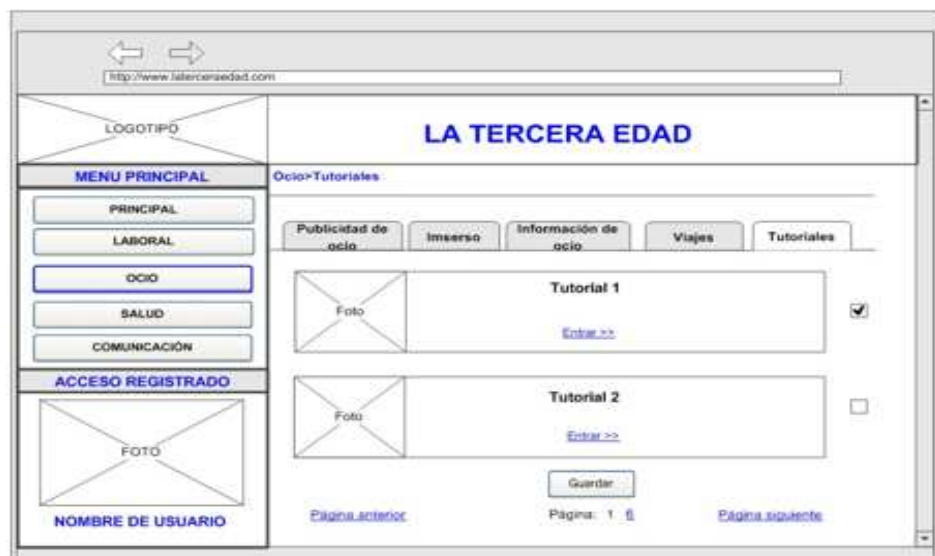 http://www.laterceraedad.com
LOGOTIPO
LA TERCERA EDAD
MENU PRINCIPAL
PRINCIPAL
LABORAL
OCIO
SALUD
COMUNICACIÓN
ACCESO REGISTRADO
FOTO
NOMBRE DE USUARIO
Ocio>Tutoriales
Publicidad de
ocio
Imserso
Información de
ocio
Viajes
Tutoriales
Foto
Tutorial 1
Entrar >>
Foto
Tutorial 2
Entrar >>
Guardar
Página anterior
Página: 1 6
Página siguiente